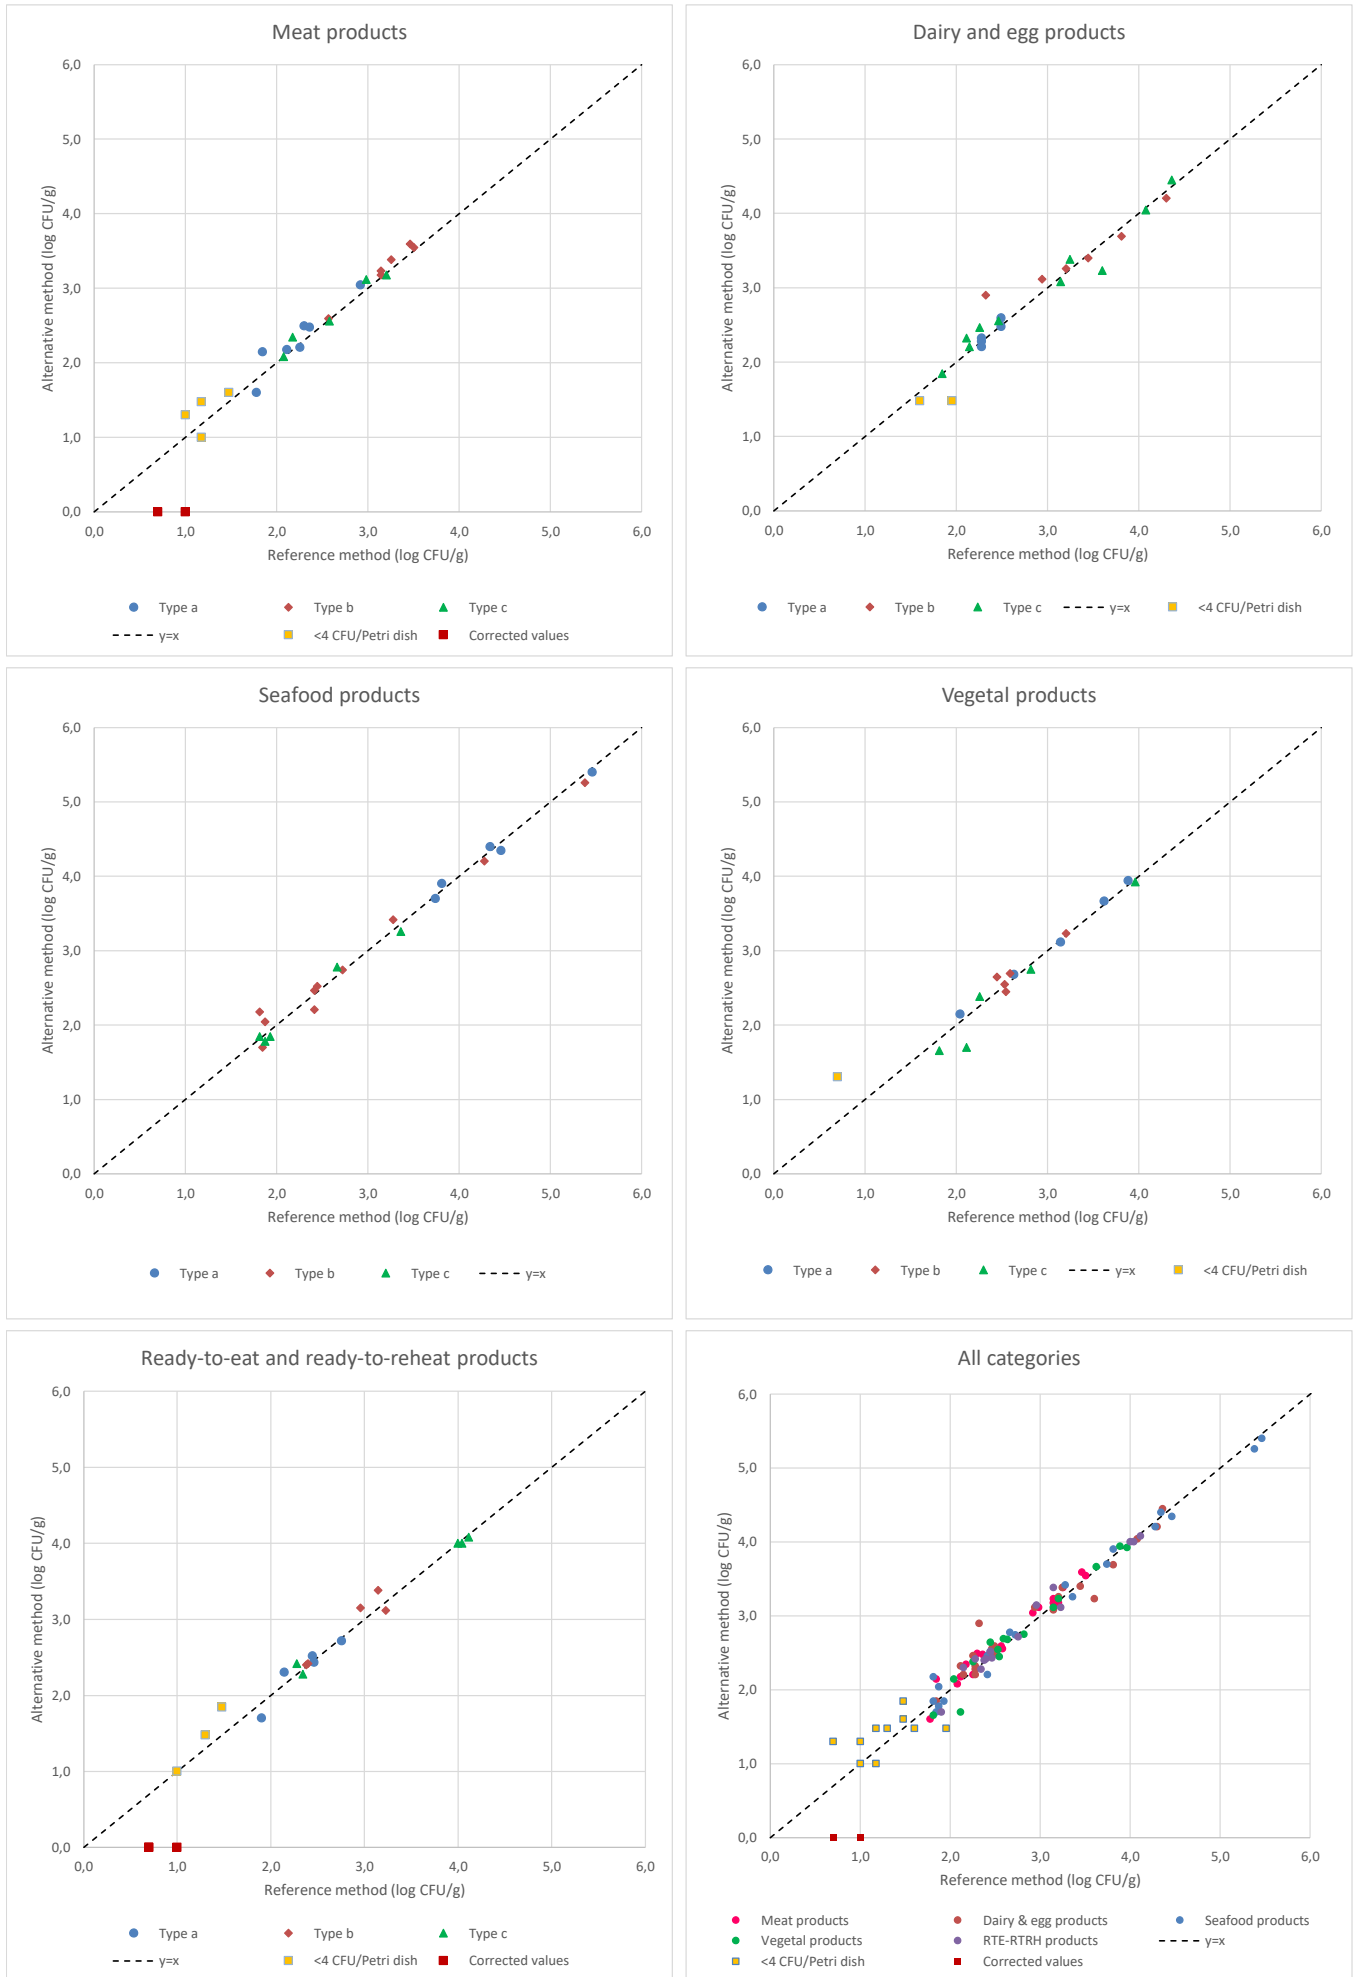 Meat products
6,0
5,0
4,0
3,0
2,0
1,0
0,0
Alternative method (log CFU/g)
0,0 1,0 2,0 3,0 4,0 5,0 6,0
Reference method (log CFU/g)
Type a Type b Type c
y=x <4 CFU/Petri dish Corrected values
Dairy and egg products
6,0
5,0
4,0
3,0
2,0
1,0
0,0
Alternative method (log CFU/g)
0,0 1,0 2,0 3,0 4,0 5,0 6,0
Reference method (log CFU/g)
Type a Type b Type c y=x <4 CFU/Petri dish
Seafood products
6,0
5,0
4,0
3,0
2,0
1,0
0,0
Alternative method (log CFU/g)
0,0 1,0 2,0 3,0 4,0 5,0 6,0
Reference method (log CFU/g)
Type a Type b Type c y=x
Vegetal products
6,0
5,0
4,0
3,0
2,0
1,0
0,0
Alternative method (log CFU/g)
0,0 1,0 2,0 3,0 4,0 5,0 6,0
Reference method (log CFU/g)
Type a Type b Type c y=x <4 CFU/Petri dish
Ready-to-eat and ready-to-reheat products
6,0
5,0
4,0
3,0
2,0
1,0
0,0
Alternative method (log CFU/g)
0,0 1,0 2,0 3,0 4,0 5,0 6,0
Reference method (log CFU/g)
Type a Type b Type c
y=x <4 CFU/Petri dish Corrected values
All categories
6,0
5,0
4,0
3,0
2,0
1,0
0,0
Alternative method (log CFU/g)
0,0 1,0 2,0 3,0 4,0 5,0 6,0
Reference method (log CFU/g)
Meat products Dairy & egg products Seafood products
Vegetal products RTE-RTRH products y=x
<4 CFU/Petri dish Corrected values